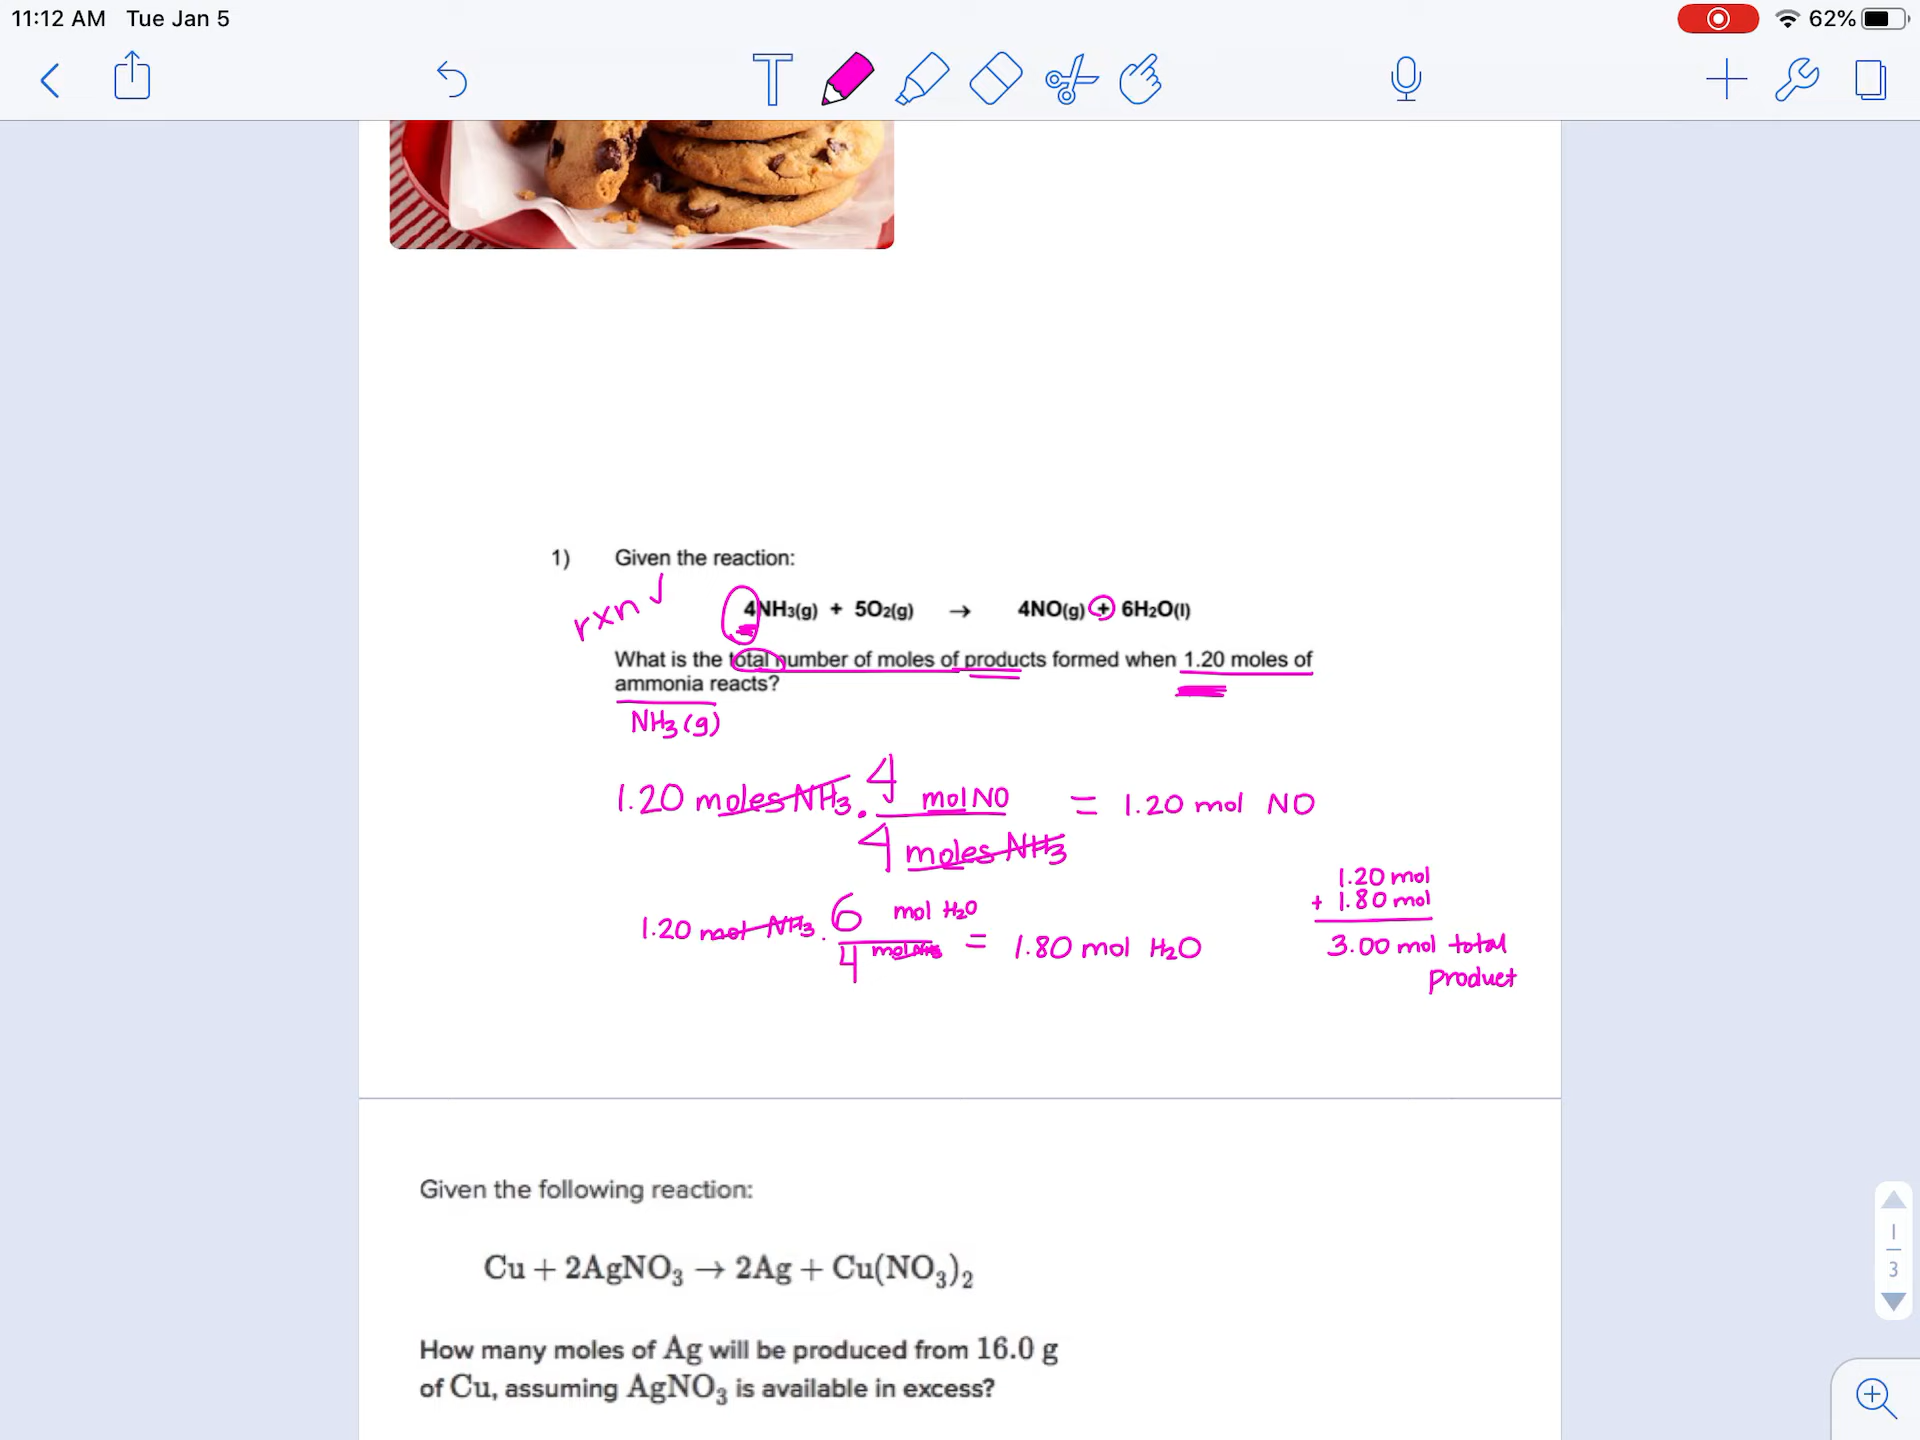 11:12 AM Tue Jan 5
62%
T
1) Given the reaction:
rxn
4NH3(g) + 5O2(g) → 4NO(g) + 6H2O(l)
What is the total number of moles of products formed when 1.20 moles of
ammonia reacts?
NH3(g)
1.20 moles NH3 . 4 mol NO = 1.20 mol NO
4 moles NH3
1.20 mol NH3 . 6 mol H2O = 1.80 mol H2O
4 mol NH3
1.20 mol
+ 1.80 mol
3.00 mol total
product
Given the following reaction:
Cu + 2AgNO₃ → 2Ag + Cu(NO₃)₂
How many moles of Ag will be produced from 16.0 g
of Cu, assuming AgNO₃ is available in excess?
1
3